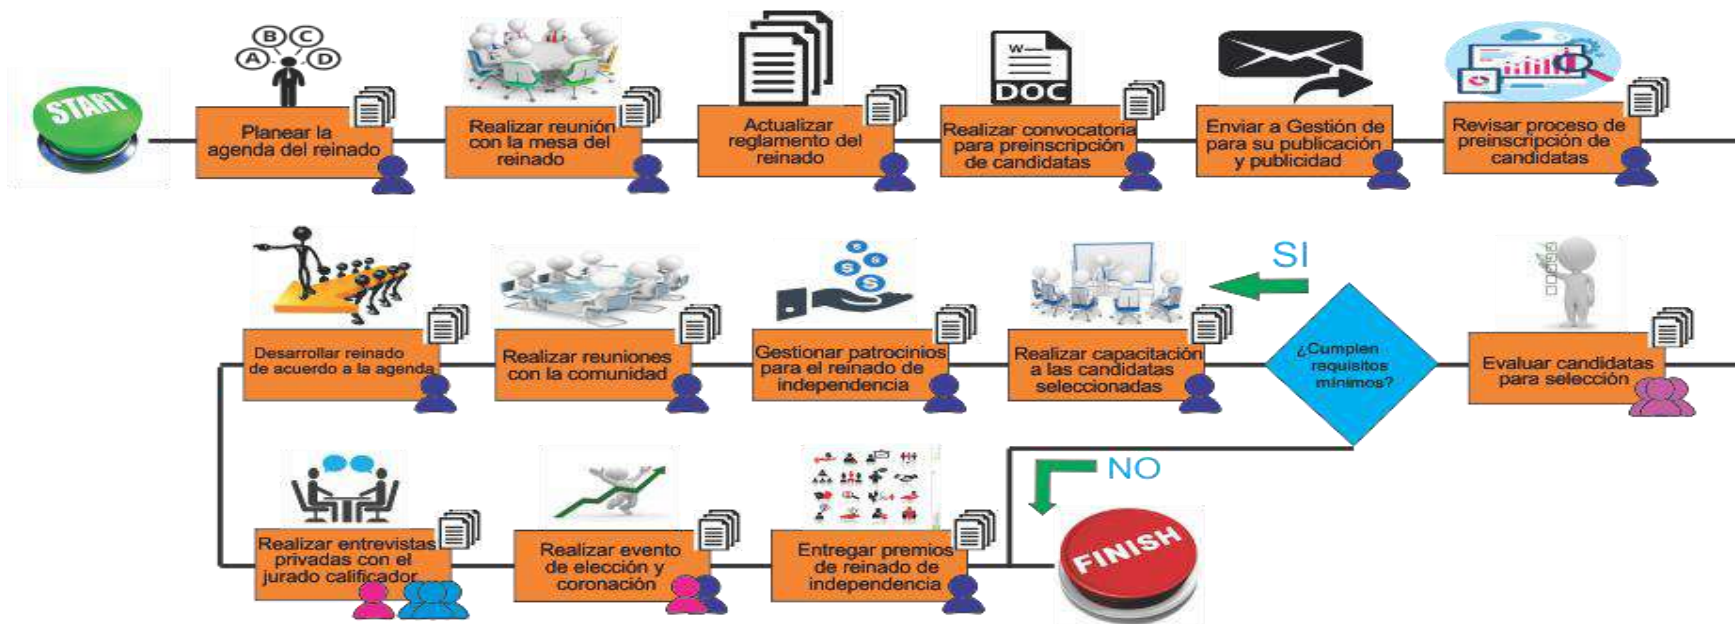 START
A
B
C
D
Planear la
agenda del reinado
Realizar reunión
con la mesa del
reinado
Actualizar
reglamento del
reinado
W
DOC
Realizar convocatoria
para preinscripción
de candidatas
Enviar a Gestión de
para su publicación
y publicidad
Revisar proceso de
preinscripción de
candidatas
Desarrollar reinado
de acuerdo a la agenda
Realizar reuniones
con la comunidad
$ $ $ $
Gestionar patrocinios
para el reinado de
independencia
Realizar capacitación
a las candidatas
seleccionadas
SI
¿Cumplen
requisitos
mínimos?
Evaluar candidatas
para selección
Realizar entrevistas
privadas con el
jurado calificador
Realizar evento
de elección y
coronación
Entregar premios
de reinado de
independencia
NO
FINISH